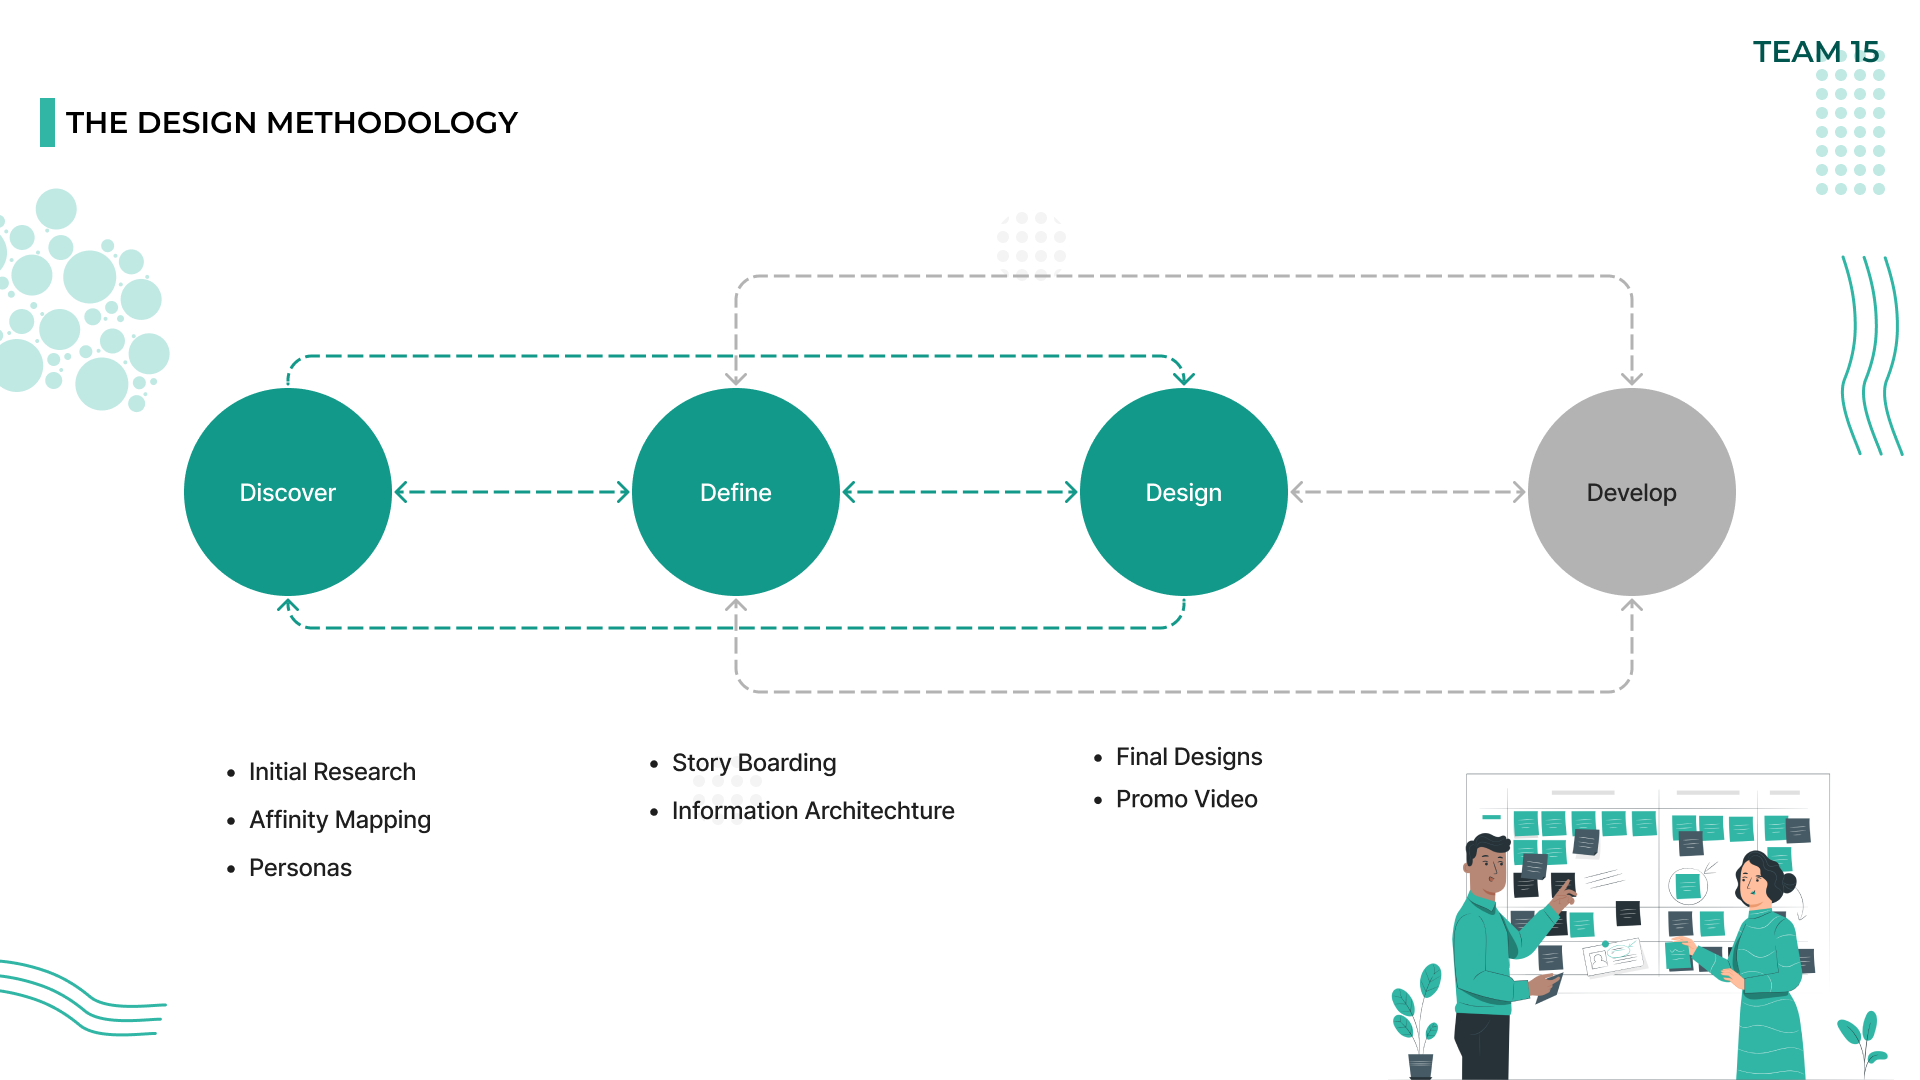 TEAM 15
THE DESIGN METHODOLOGY
Discover
Define
Design
Develop
• Initial Research
• Affinity Mapping
• Personas
• Story Boarding
• Information Architechture
• Final Designs
• Promo Video